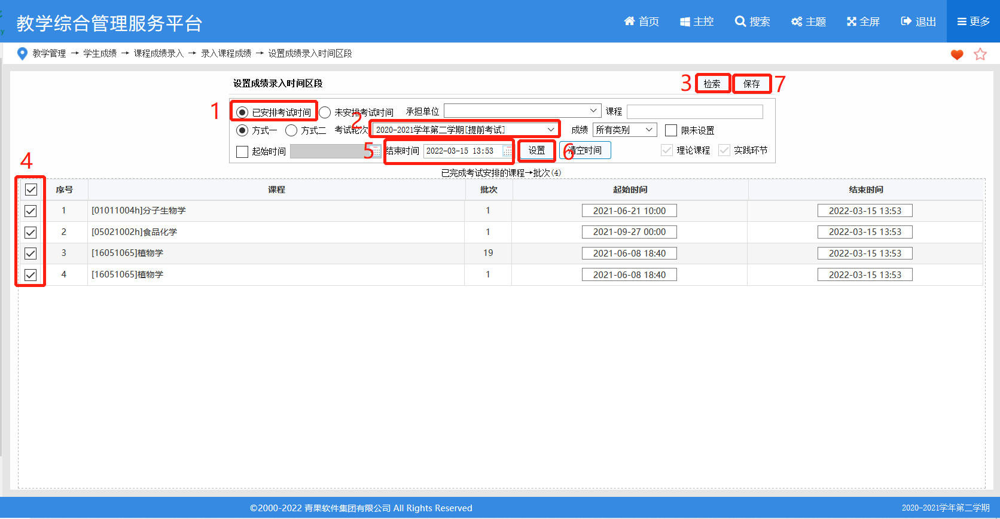 教学综合管理服务平台
首页 主控 搜索 主题 全屏 退出 更多
教学管理 → 学生成绩 → 课程成绩录入 → 录入课程成绩 → 设置成绩录入时间区段
设置成绩录入时间区段 3 检索 保存 7
1 已安排考试时间 未安排考试时间 承担单位 课程
方式一 方式二 考试轮次 2 2020-2021学年第二学期[提前考试] 成绩 所有类别 限未设置
起始时间 5 结束时间 2022-03-15 13:53 设置 6 清空时间 理论课程 实践环节
4
已完成考试安排的课程→批次(4)
序号 课程 批次 起始时间 结束时间
1 [01011004h]分子生物学 1 2021-06-21 10:00 2022-03-15 13:53
2 [05021002h]食品化学 1 2021-09-27 00:00 2022-03-15 13:53
3 [16051065]植物学 19 2021-06-08 18:40 2022-03-15 13:53
4 [16051065]植物学 1 2021-06-08 18:40 2022-03-15 13:53
©2000-2022 青果软件集团有限公司 All Rights Reserved 2020-2021学年第二学期